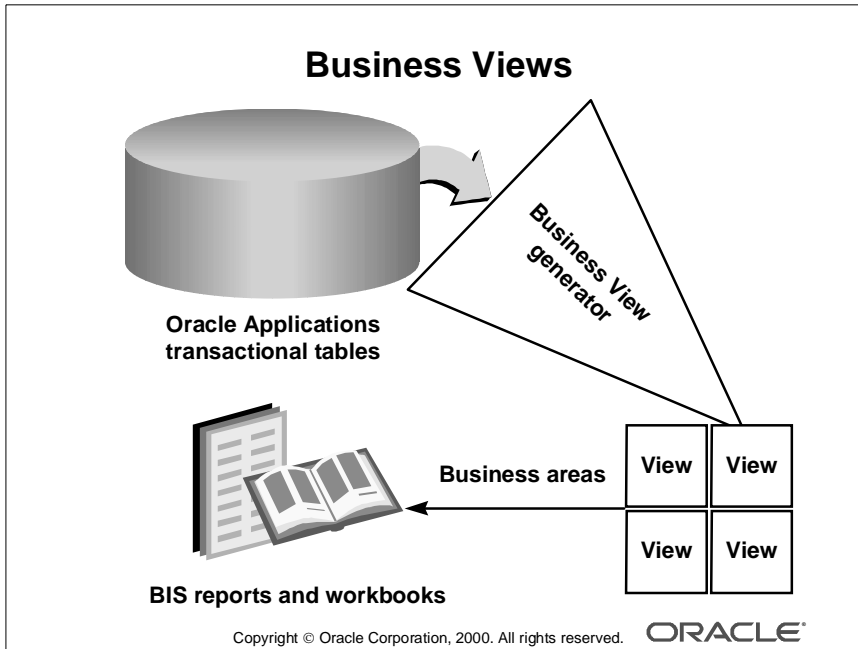 Business Views
Business View
generator
Oracle Applications
transactional tables
View View
Business areas
View View
BIS reports and workbooks
Copyright © Oracle Corporation, 2000. All rights reserved.
ORACLE®